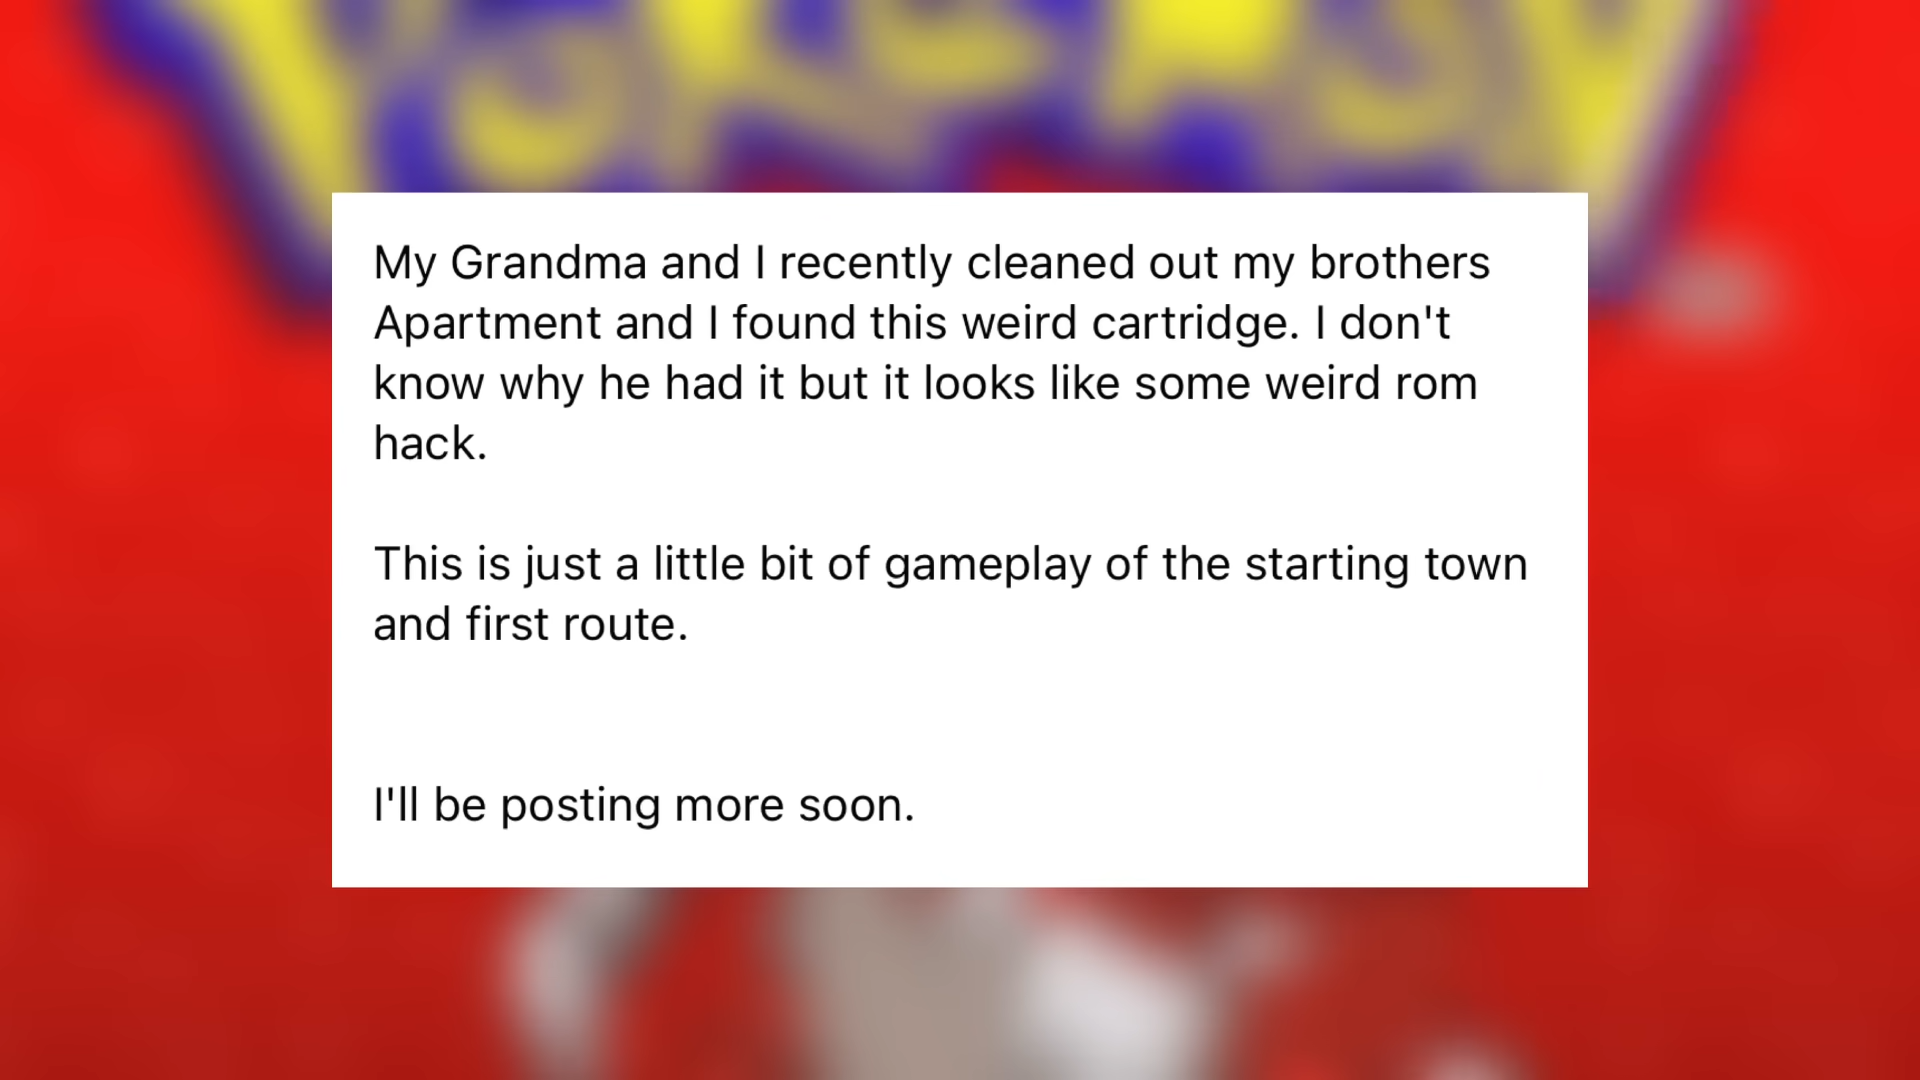 My Grandma and I recently cleaned out my brothers
Apartment and I found this weird cartridge. I don't
know why he had it but it looks like some weird rom
hack.
This is just a little bit of gameplay of the starting town
and first route.
I'll be posting more soon.